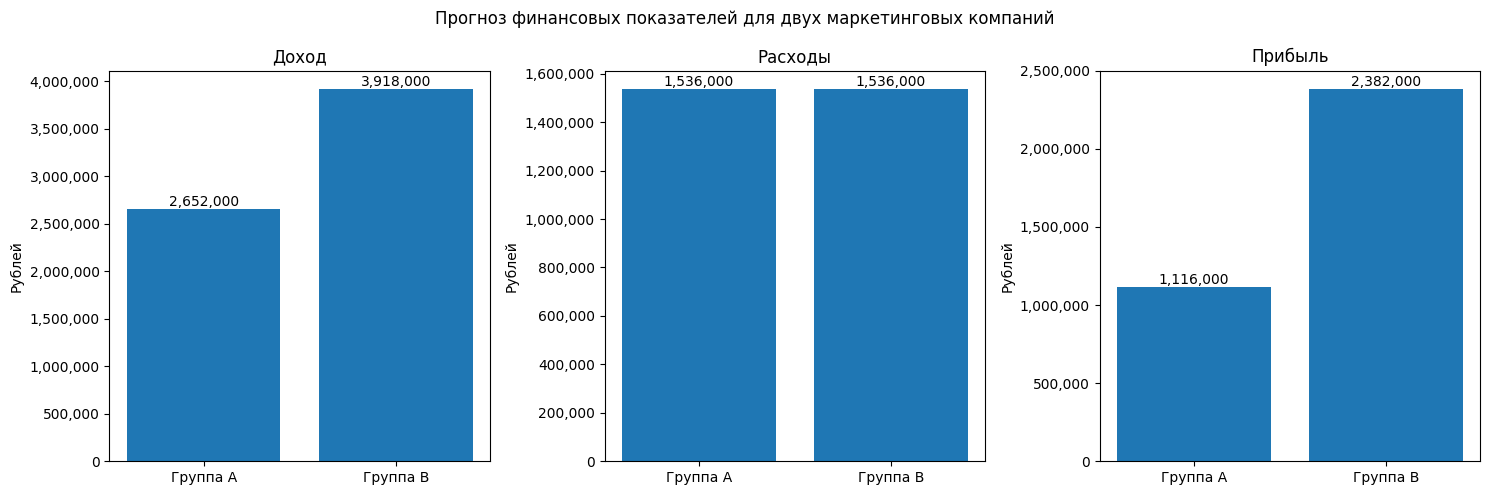 Прогноз финансовых показателей для двух маркетинговых компаний
Доход
Рублей
4,000,000
3,500,000
3,000,000
2,500,000
2,000,000
1,500,000
1,000,000
500,000
0
2,652,000
3,918,000
Группа A
Группа B
Расходы
Рублей
1,600,000
1,400,000
1,200,000
1,000,000
800,000
600,000
400,000
200,000
0
1,536,000
1,536,000
Группа A
Группа B
Прибыль
Рублей
2,500,000
2,000,000
1,500,000
1,000,000
500,000
0
1,116,000
2,382,000
Группа A
Группа B